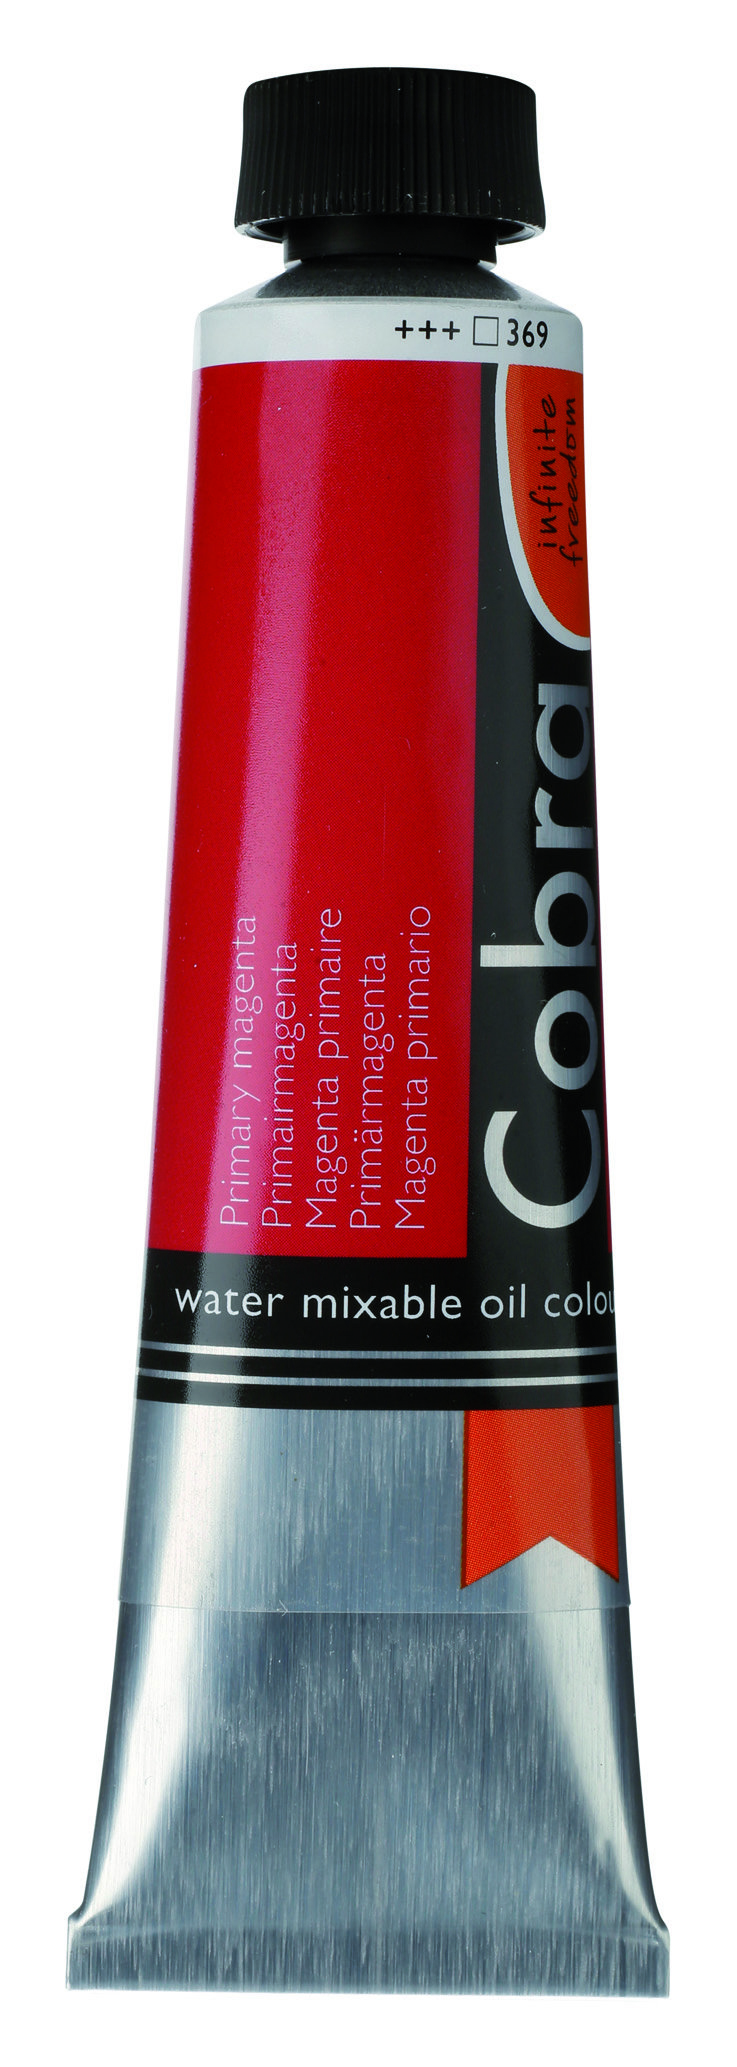 +++ □ 369
infinite
freedom
Cobra
Primary magenta
Primairmagenta
Magenta primaire
Primärmagenta
Magenta primario
water mixable oil colou